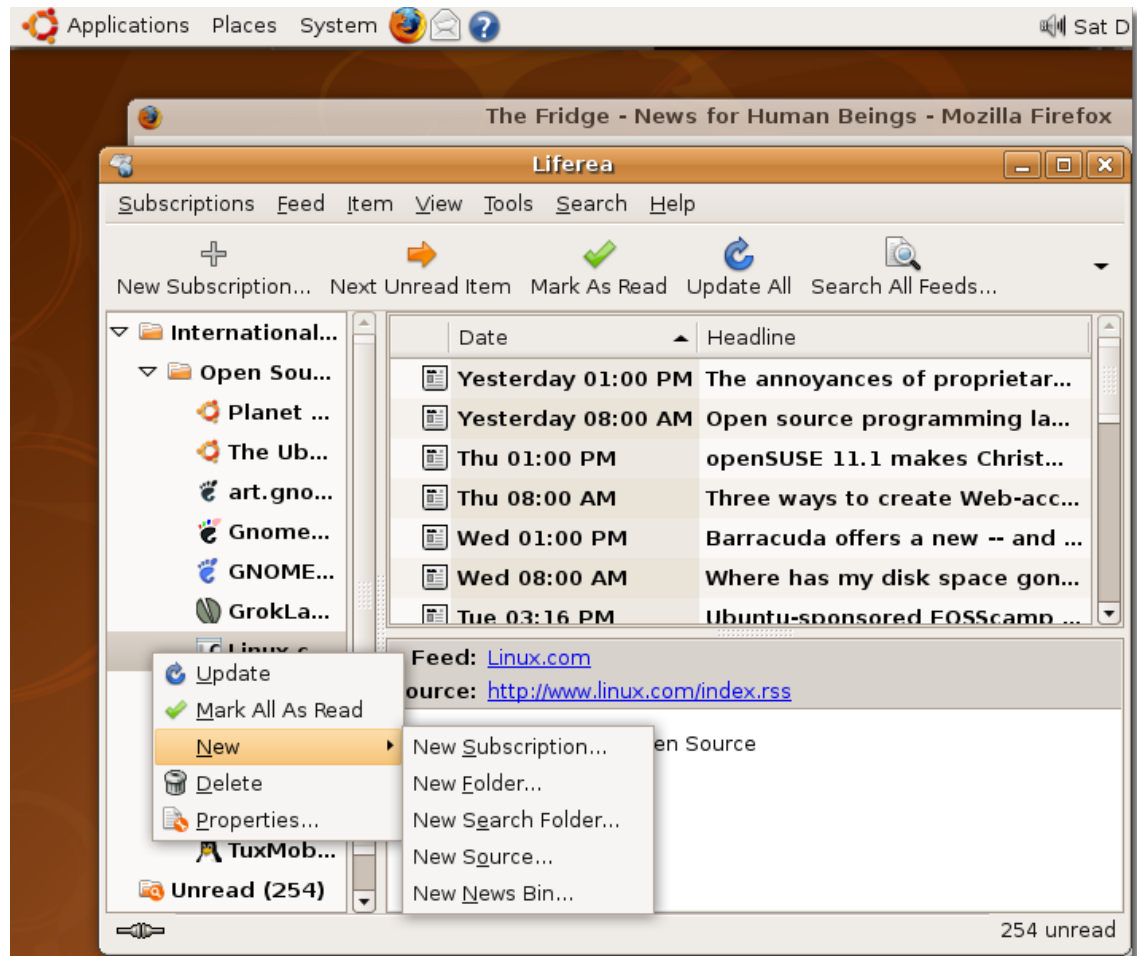 Applications Places System Sat D
The Fridge - News for Human Beings - Mozilla Firefox
Liferea
Subscriptions Feed Item View Tools Search Help
New Subscription... Next Unread Item Mark As Read Update All Search All Feeds...
International...
Open Sou...
Planet ...
The Ub...
art.gno...
Gnome...
GNOME...
GrokLa...
Linux.c
TuxMob...
Unread (254)
Date Headline
Yesterday 01:00 PM The annoyances of proprietar...
Yesterday 08:00 AM Open source programming la...
Thu 01:00 PM openSUSE 11.1 makes Christ...
Thu 08:00 AM Three ways to create Web-acc...
Wed 01:00 PM Barracuda offers a new -- and ...
Wed 08:00 AM Where has my disk space gon...
Tue 03:16 PM Ubuntu-sponsored FOSScamp ...
Feed: Linux.com
ource: http://www.linux.com/index.rss
en Source
Update
Mark All As Read
New
Delete
Properties...
New Subscription...
New Folder...
New Search Folder...
New Source...
New News Bin...
254 unread